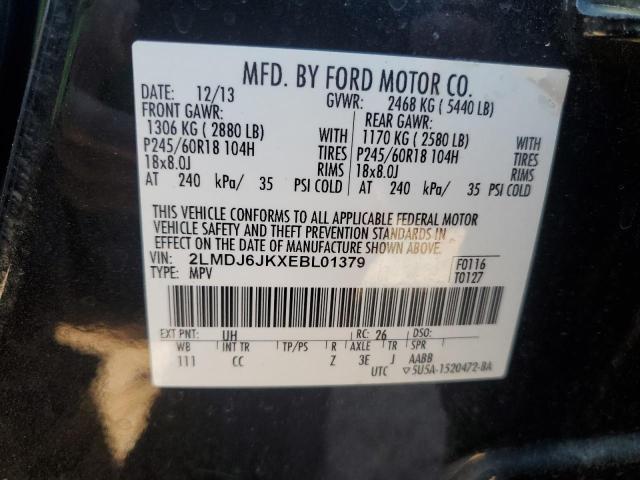 MFD. BY FORD MOTOR CO.
DATE: 12/13 GVWR: 2468 KG ( 5440 LB)
FRONT GAWR: REAR GAWR:
1306 KG ( 2880 LB) WITH 1170 KG ( 2580 LB) WITH
P245/60R18 104H TIRES P245/60R18 104H TIRES
18x8.0J RIMS 18x8.0J RIMS
AT 240 kPa/ 35 PSI COLD AT 240 kPa/ 35 PSI COLD
THIS VEHICLE CONFORMS TO ALL APPLICABLE FEDERAL MOTOR
VEHICLE SAFETY AND THEFT PREVENTION STANDARDS IN
EFFECT ON THE DATE OF MANUFACTURE SHOWN ABOVE.
VIN: 2LMDJ6JKXEBL01379 F0116
TYPE: MPV T0127
EXT PNT: UH RC: 26 DSO:
WB INT TR TP/PS R AXLE TR SPR
111 CC Z 3E J AABB
UTC ▽5U5A-1520472-BA